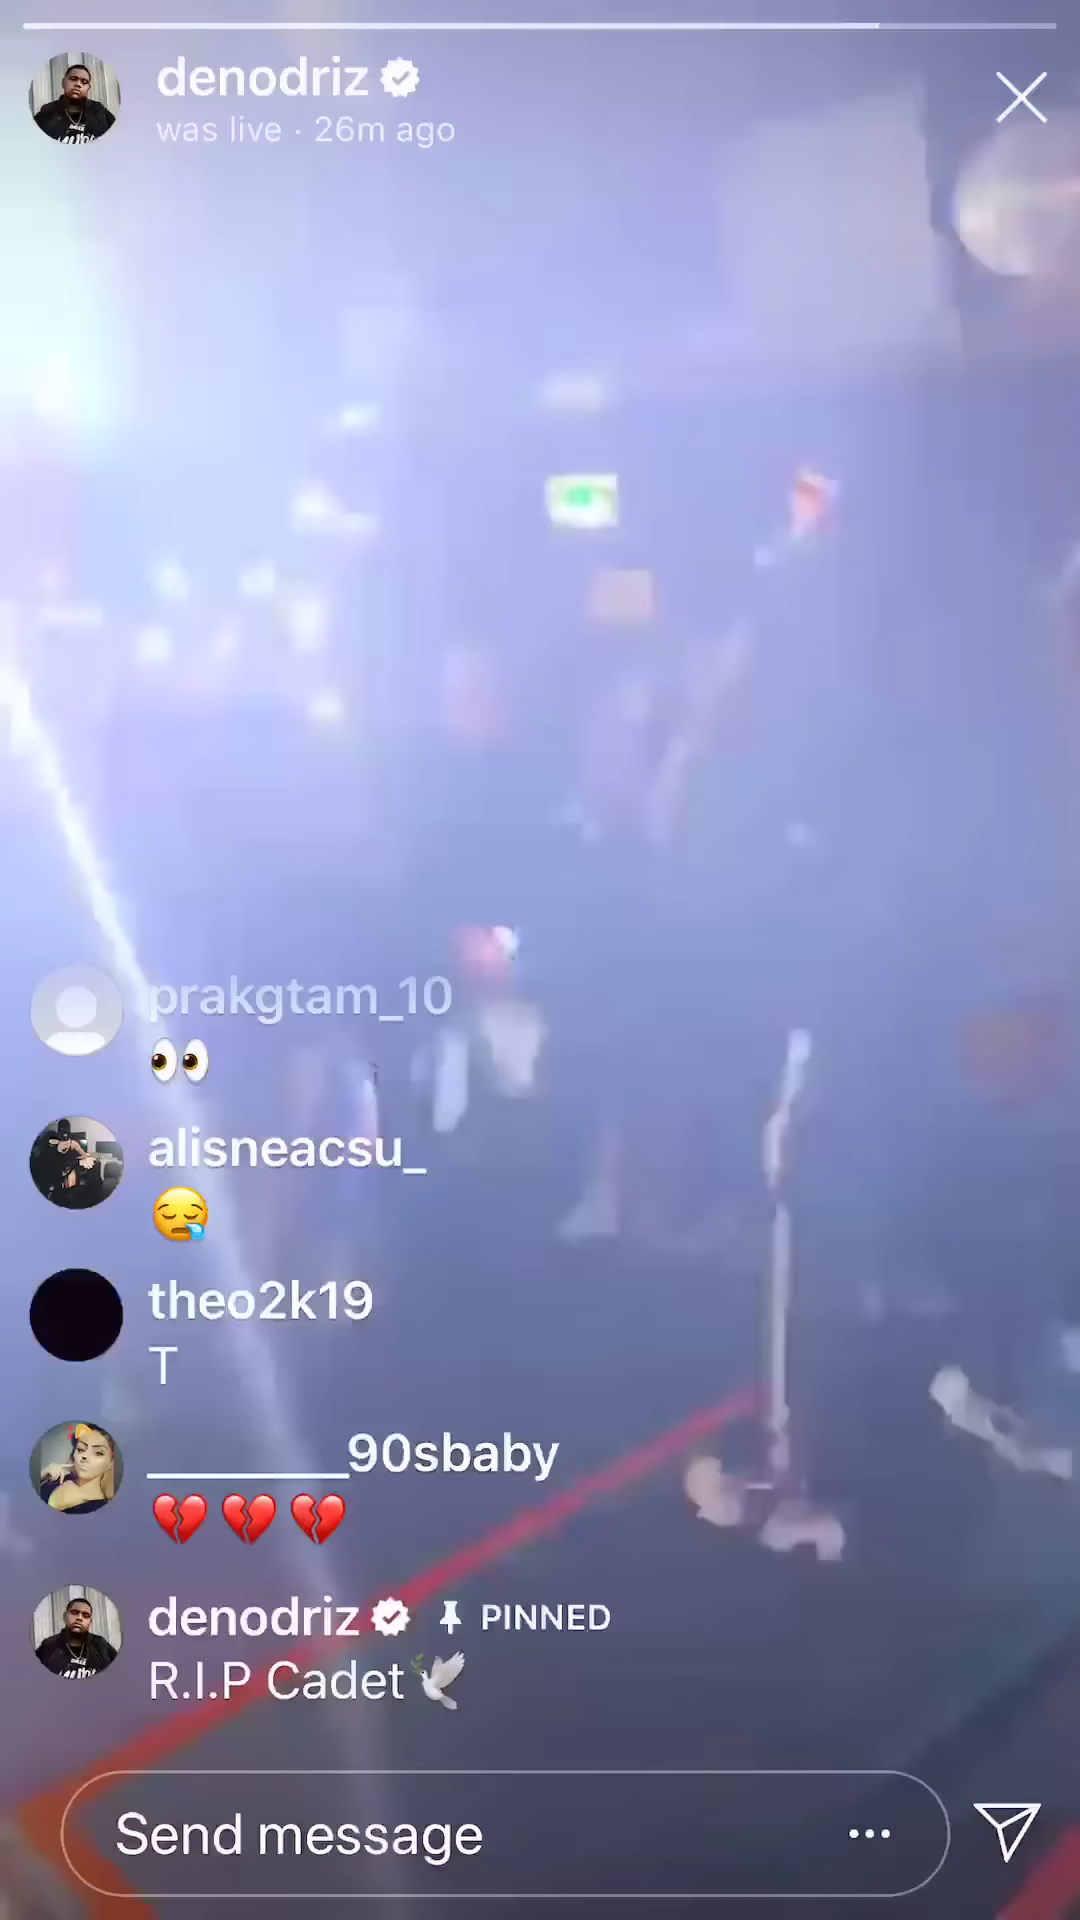 denodriz
was live · 26m ago
prakgtam_10
👀
alisneacsu_
😪
theo2k19
T
________90sbaby
💔 💔 💔
denodriz PINNED
R.I.P Cadet 🕊
Send message